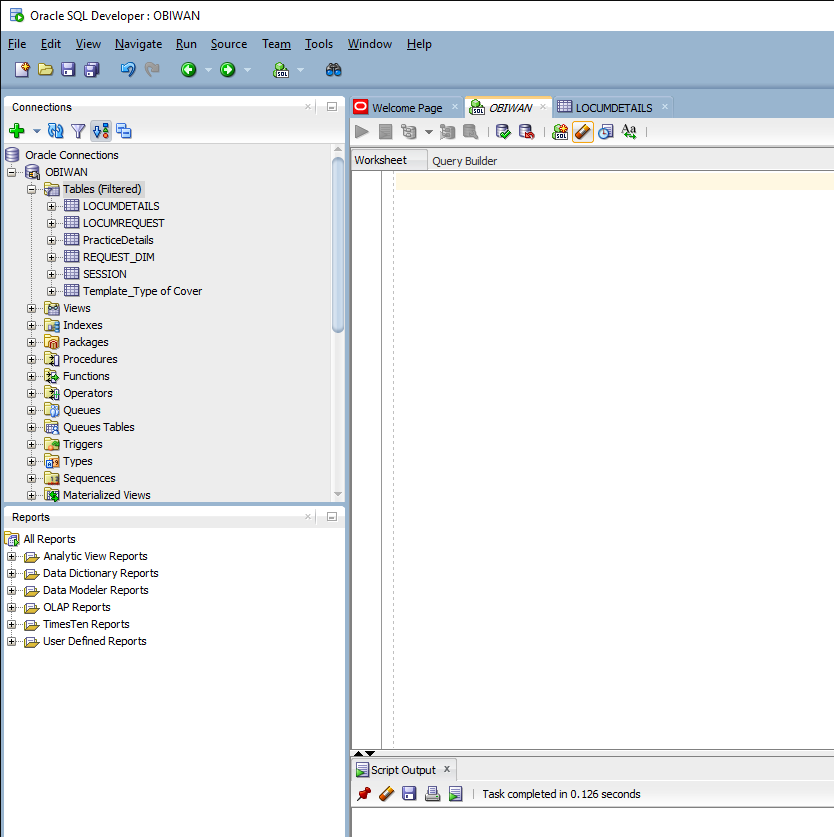 Oracle SQL Developer : OBIWAN
File Edit View Navigate Run Source Team Tools Window Help
SQL
Connections
Oracle Connections
OBIWAN
Tables (Filtered)
LOCUMDETAILS
LOCUMREQUEST
PracticeDetails
REQUEST_DIM
SESSION
Template_Type of Cover
Views
Indexes
Packages
Procedures
Functions
Operators
Queues
Queues Tables
Triggers
Types
Sequences
Materialized Views
Reports
All Reports
Analytic View Reports
Data Dictionary Reports
Data Modeler Reports
OLAP Reports
TimesTen Reports
User Defined Reports
Welcome Page OBIWAN LOCUMDETAILS
SQL Aa
Worksheet Query Builder
Script Output x
Task completed in 0.126 seconds